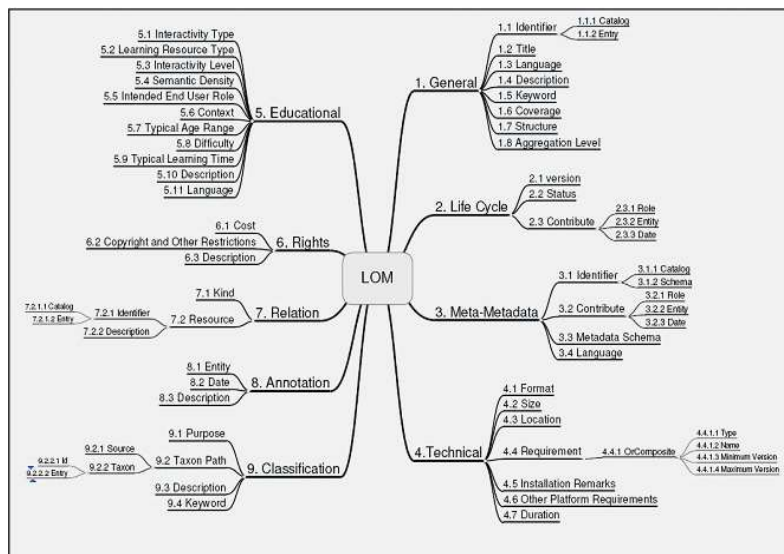 LOM
1. General
1.1 Identifier
1.1.1 Catalog
1.1.2 Entry
1.2 Title
1.3 Language
1.4 Description
1.5 Keyword
1.6 Coverage
1.7 Structure
1.8 Aggregation Level
2. Life Cycle
2.1 version
2.2 Status
2.3 Contribute
2.3.1 Role
2.3.2 Entity
2.3.3 Date
3. Meta-Metadata
3.1 Identifier
3.1.1 Catalog
3.1.2 Schema
3.2 Contribute
3.2.1 Role
3.2.2 Entity
3.2.3 Date
3.3 Metadata Schema
3.4 Language
4.Technical
4.1 Format
4.2 Size
4.3 Location
4.4 Requirement
4.4.1 OrComposite
4.4.1.1 Type
4.4.1.2 Name
4.4.1.3 Minimum Version
4.4.1.4 Maximum Version
4.5 Installation Remarks
4.6 Other Platform Requirements
4.7 Duration
5. Educational
5.1 Interactivity Type
5.2 Learning Resource Type
5.3 Interactivity Level
5.4 Semantic Density
5.5 Intended End User Role
5.6 Context
5.7 Typical Age Range
5.8 Difficulty
5.9 Typical Learning Time
5.10 Description
5.11 Language
6. Rights
6.1 Cost
6.2 Copyright and Other Restrictions
6.3 Description
7. Relation
7.1 Kind
7.2 Resource
7.2.1 Identifier
7.2.1.1 Catalog
7.2.1.2 Entry
7.2.2 Description
8. Annotation
8.1 Entity
8.2 Date
8.3 Description
9. Classification
9.1 Purpose
9.2 Taxon Path
9.2.1 Source
9.2.2 Taxon
9.2.2.1 Id
9.2.2.2 Entry
9.3 Description
9.4 Keyword